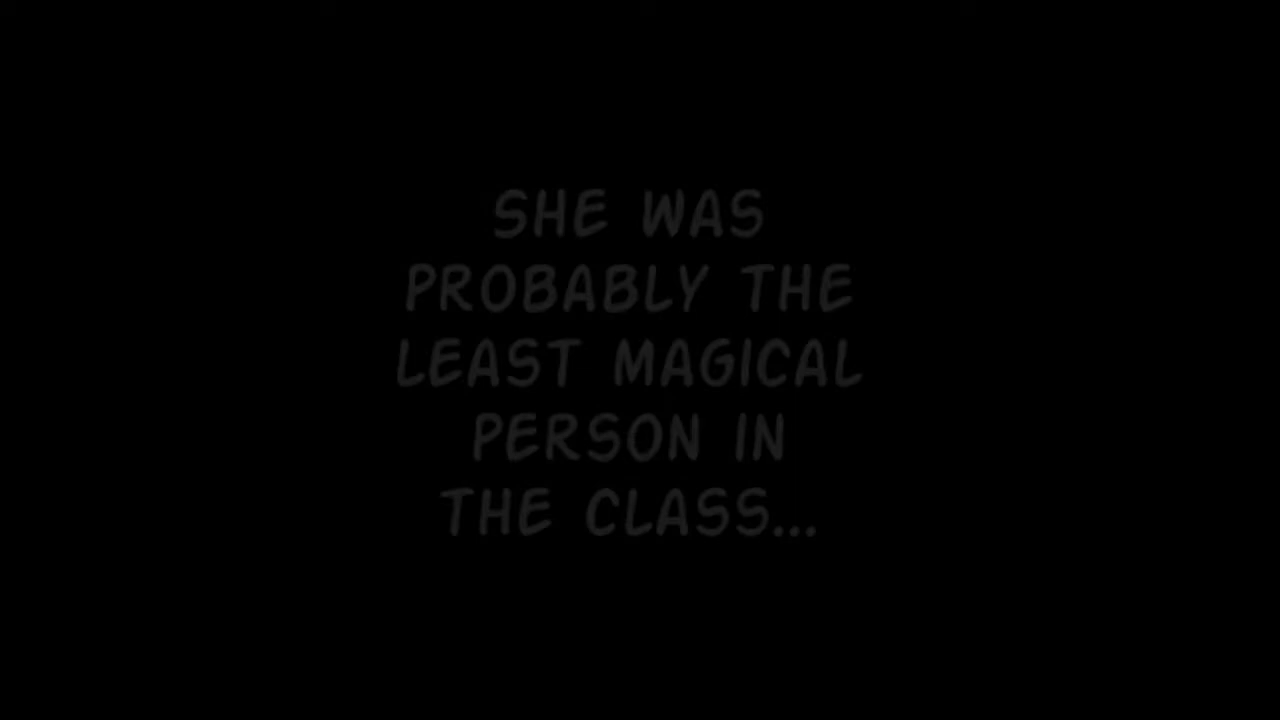 SHE WAS
PROBABLY THE
LEAST MAGICAL
PERSON IN
THE CLASS...